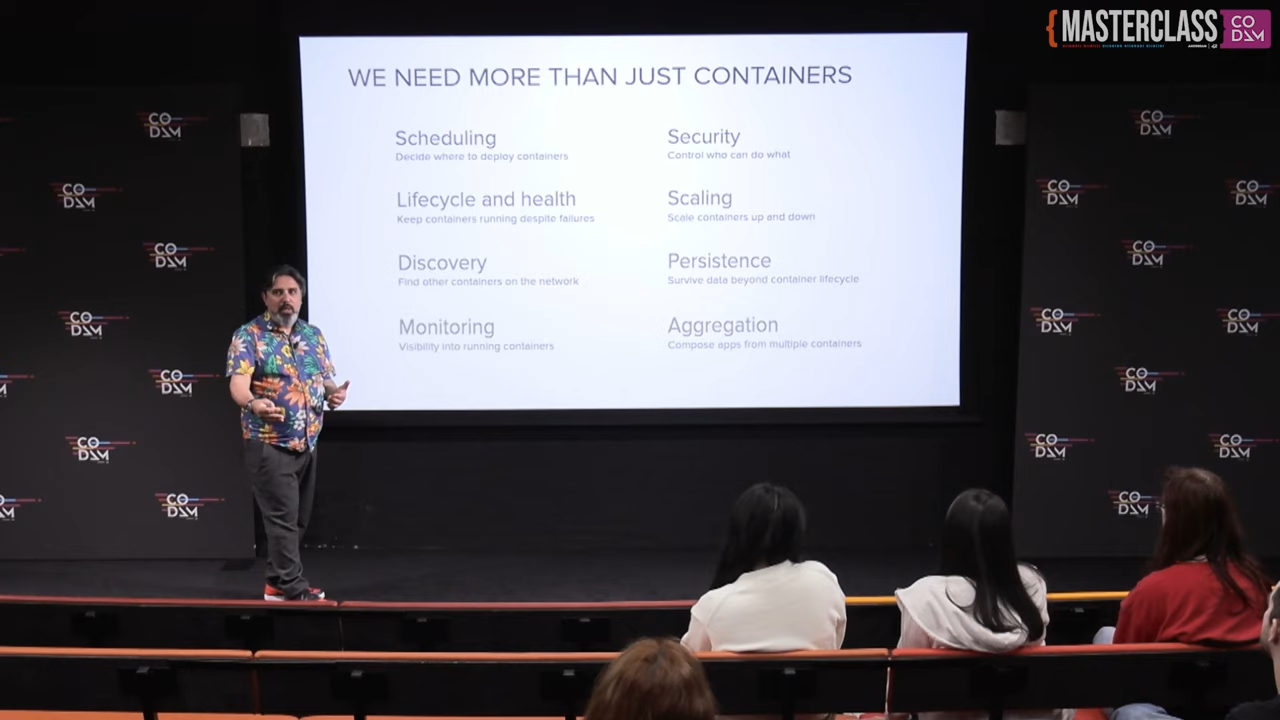 {MASTERCLASS
CODAM
WE NEED MORE THAN JUST CONTAINERS
Scheduling
Decide where to deploy containers
Lifecycle and health
Keep containers running despite failures
Discovery
Find other containers on the network
Monitoring
Visibility into running containers
Security
Control who can do what
Scaling
Scale containers up and down
Persistence
Survive data beyond container lifecycle
Aggregation
Compose apps from multiple containers